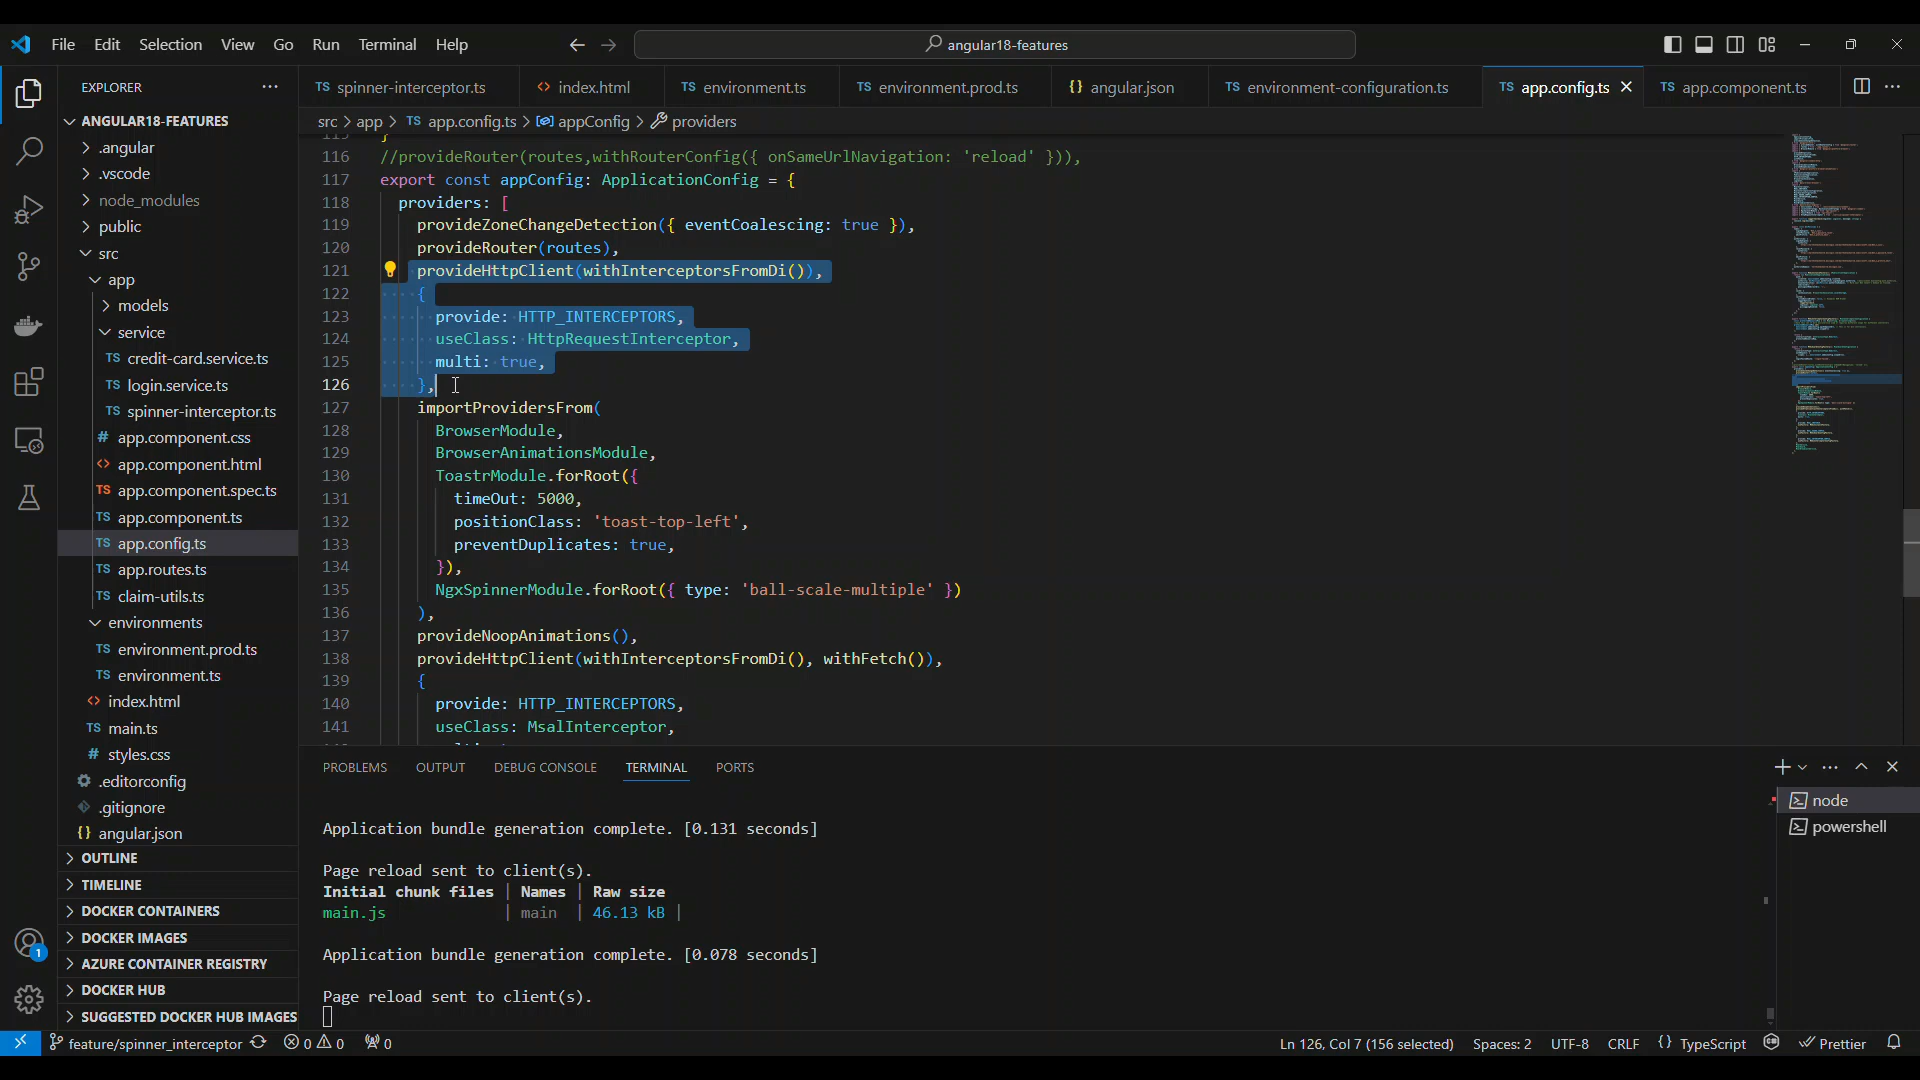 File Edit Selection View Go Run Terminal Help
angular18-features
EXPLORER
TS spinner-interceptor.ts
<> index.html
TS environment.ts
TS environment.prod.ts
{} angular.json
TS environment-configuration.ts
TS app.config.ts
TS app.component.ts
src > app > TS app.config.ts > appConfig > providers
ANGULAR18-FEATURES
.angular
.vscode
node_modules
public
src
app
models
service
TS credit-card.service.ts
TS login.service.ts
TS spinner-interceptor.ts
# app.component.css
<> app.component.html
TS app.component.spec.ts
TS app.component.ts
TS app.config.ts
TS app.routes.ts
TS claim-utils.ts
environments
TS environment.prod.ts
TS environment.ts
<> index.html
TS main.ts
# styles.css
.editorconfig
.gitignore
{} angular.json
OUTLINE
TIMELINE
DOCKER CONTAINERS
DOCKER IMAGES
AZURE CONTAINER REGISTRY
DOCKER HUB
SUGGESTED DOCKER HUB IMAGES
116 //provideRouter(routes,withRouterConfig({ onSameUrlNavigation: 'reload' })),
117 export const appConfig: ApplicationConfig = {
118 providers: [
119 provideZoneChangeDetection({ eventCoalescing: true }),
120 provideRouter(routes),
121 provideHttpClient(withInterceptorsFromDi()),
122 {
123 provide: HTTP_INTERCEPTORS,
124 useClass: HttpRequestInterceptor,
125 multi: true,
126 },
127 importProvidersFrom(
128 BrowserModule,
129 BrowserAnimationsModule,
130 ToastrModule.forRoot({
131 timeOut: 5000,
132 positionClass: 'toast-top-left',
133 preventDuplicates: true,
134 }),
135 NgxSpinnerModule.forRoot({ type: 'ball-scale-multiple' })
136 ),
137 provideNoopAnimations(),
138 provideHttpClient(withInterceptorsFromDi(), withFetch()),
139 {
140 provide: HTTP_INTERCEPTORS,
141 useClass: MsalInterceptor,
PROBLEMS OUTPUT DEBUG CONSOLE TERMINAL PORTS
Application bundle generation complete. [0.131 seconds]
Page reload sent to client(s).
Initial chunk files | Names | Raw size
main.js | main | 46.13 kB |
Application bundle generation complete. [0.078 seconds]
Page reload sent to client(s).
node
powershell
1
feature/spinner_interceptor 0 0 0
Ln 126, Col 7 (156 selected) Spaces: 2 UTF-8 CRLF {} TypeScript Prettier